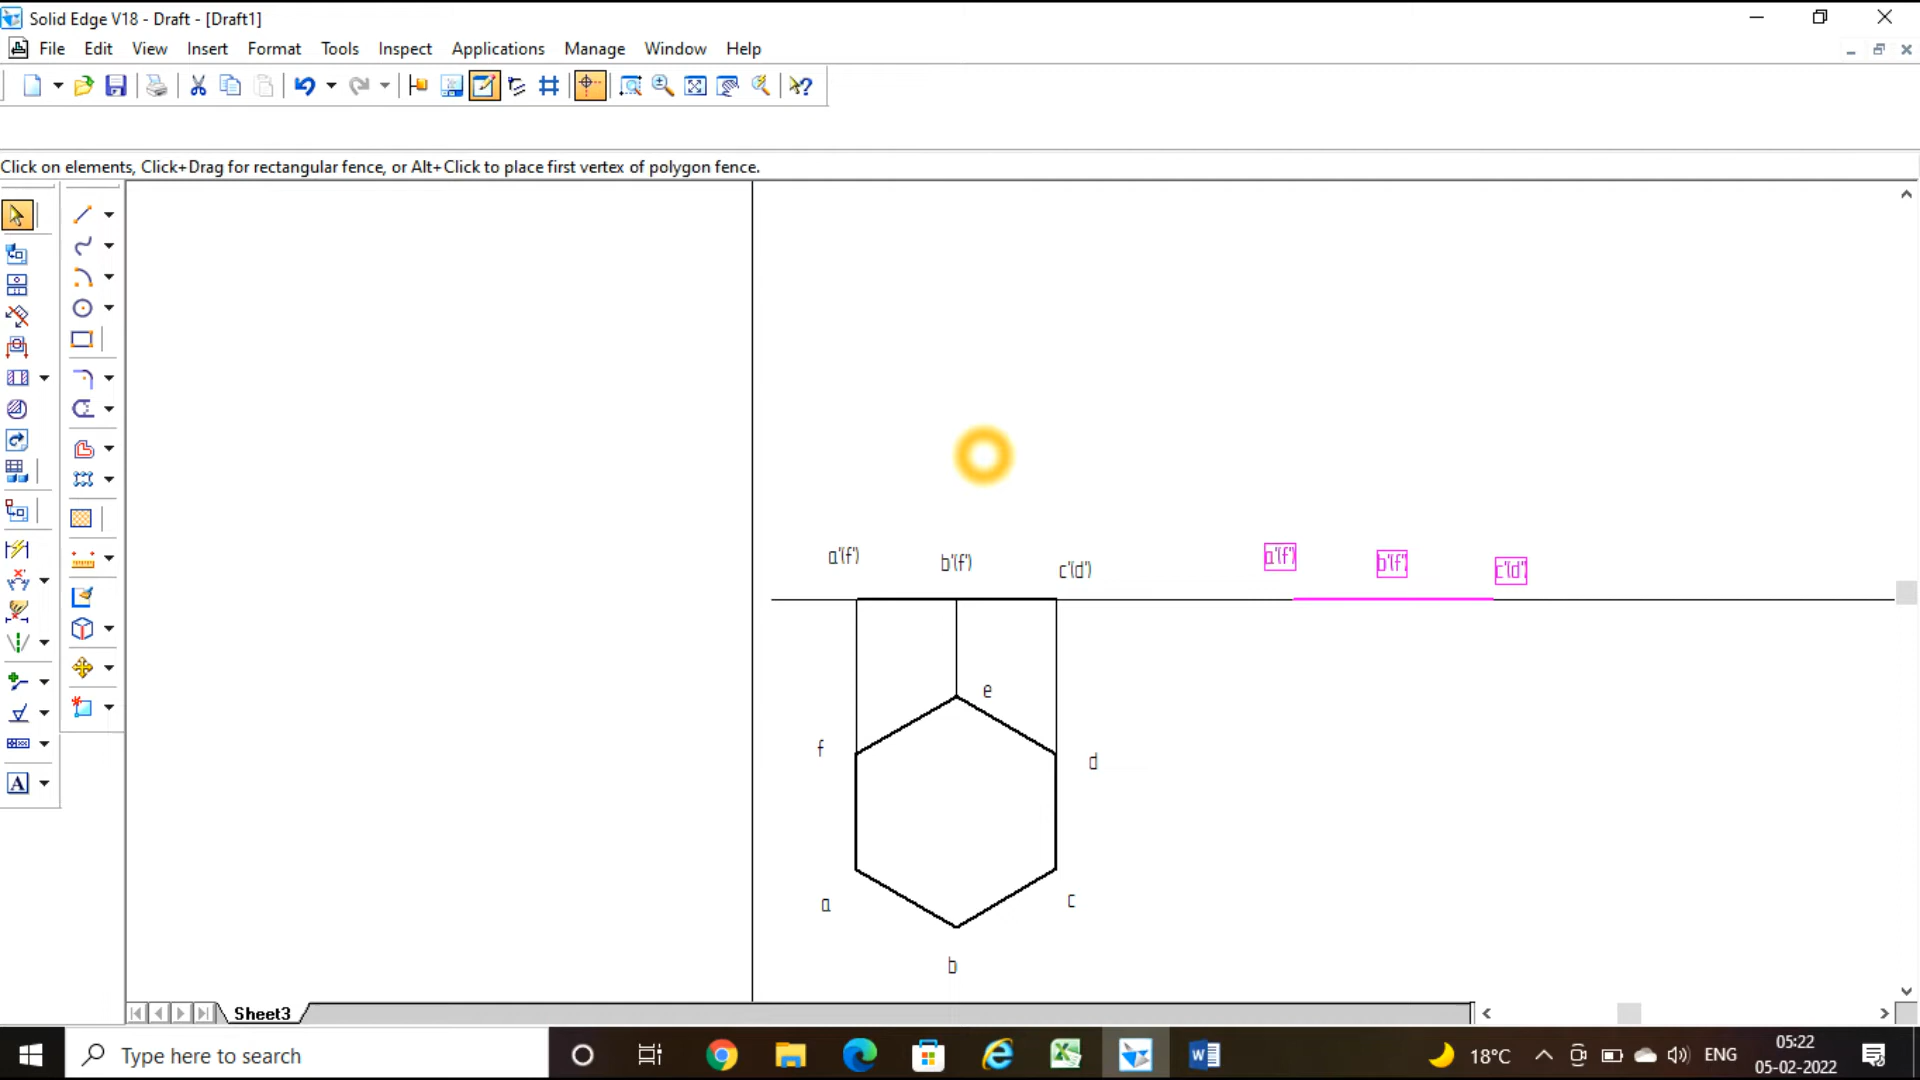 Solid Edge V18 - Draft - [Draft1]
File Edit View Insert Format Tools Inspect Applications Manage Window Help
Click on elements, Click+Drag for rectangular fence, or Alt+Click to place first vertex of polygon fence.
a'(f') b'(f') c'(d') a'(f') b'(f') c'(d')
e
f d
a c
b
Sheet3
Type here to search
18°C ENG 05:22
05-02-2022